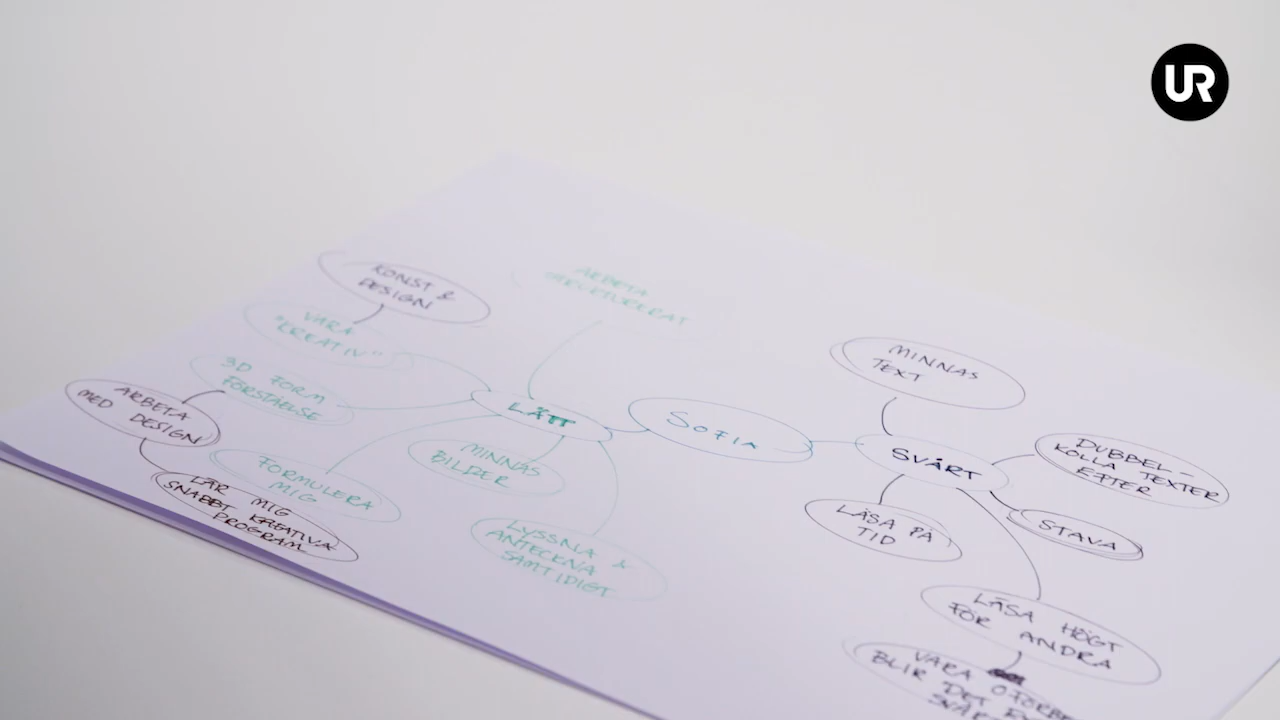 UR
KONST &
DESIGN
ARBETA
VARA
"KREATIV"
3D FORM
FÖRSTÅELSE
ARBETA
MED DESIGN
FORMULERA
MIG
LÄR MIG
SNABBT KREATIVA
PROGRAM
LÄTT
MINNAS
BILDER
LYSSNA &
ANTECKNA
SAMTIDIGT
SOFIA
MINNAS
TEXT
SVÅRT
DUBBEL-
KOLLA TEXTER
EFTER
LÄSA PÅ
TID
STAVA
LÄSA HÖGT
FÖR ANDRA
VARA
BLIR DET